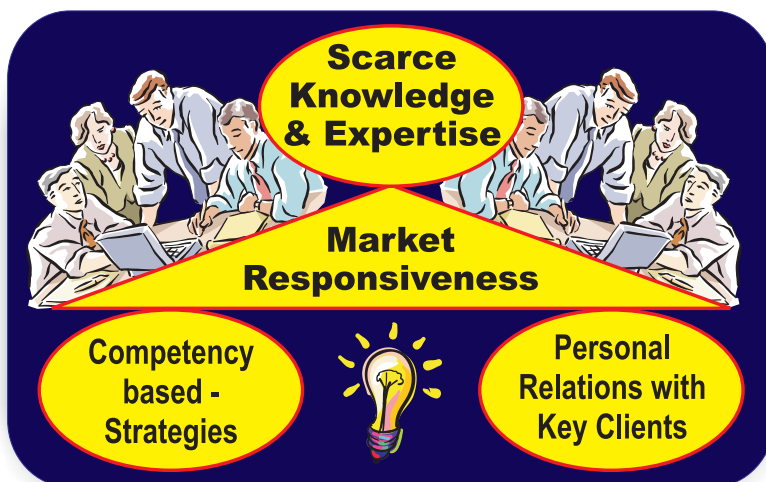 Scarce
Knowledge
& Expertise
Market
Responsiveness
Competency
based -
Strategies
Personal
Relations with
Key Clients